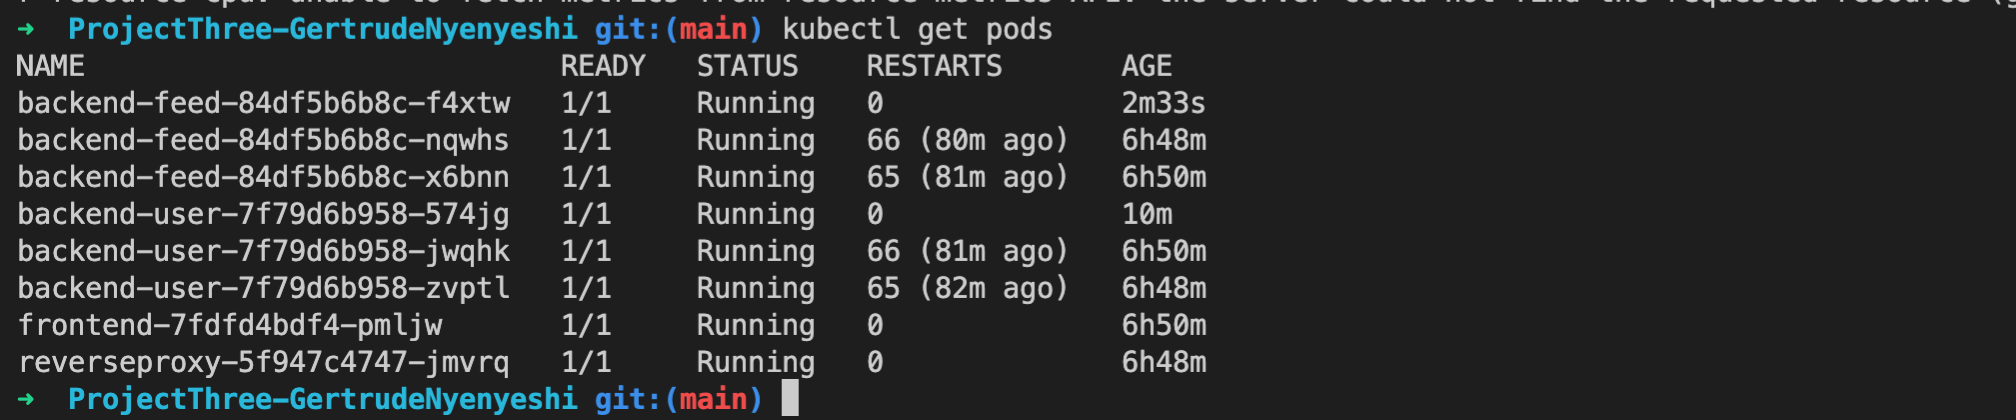 ➜  ProjectThree-GertrudeNyenyeshi git:(main) kubectl get pods
NAME                            READY   STATUS    RESTARTS       AGE
backend-feed-84df5b6b8c-f4xtw   1/1     Running   0              2m33s
backend-feed-84df5b6b8c-nqwhs   1/1     Running   66 (80m ago)   6h48m
backend-feed-84df5b6b8c-x6bnn   1/1     Running   65 (81m ago)   6h50m
backend-user-7f79d6b958-574jg   1/1     Running   0              10m
backend-user-7f79d6b958-jwqhk   1/1     Running   66 (81m ago)   6h50m
backend-user-7f79d6b958-zvptl   1/1     Running   65 (82m ago)   6h48m
frontend-7fdfd4bdf4-pmljw       1/1     Running   0              6h50m
reverseproxy-5f947c4747-jmvrq   1/1     Running   0              6h48m
➜  ProjectThree-GertrudeNyenyeshi git:(main)